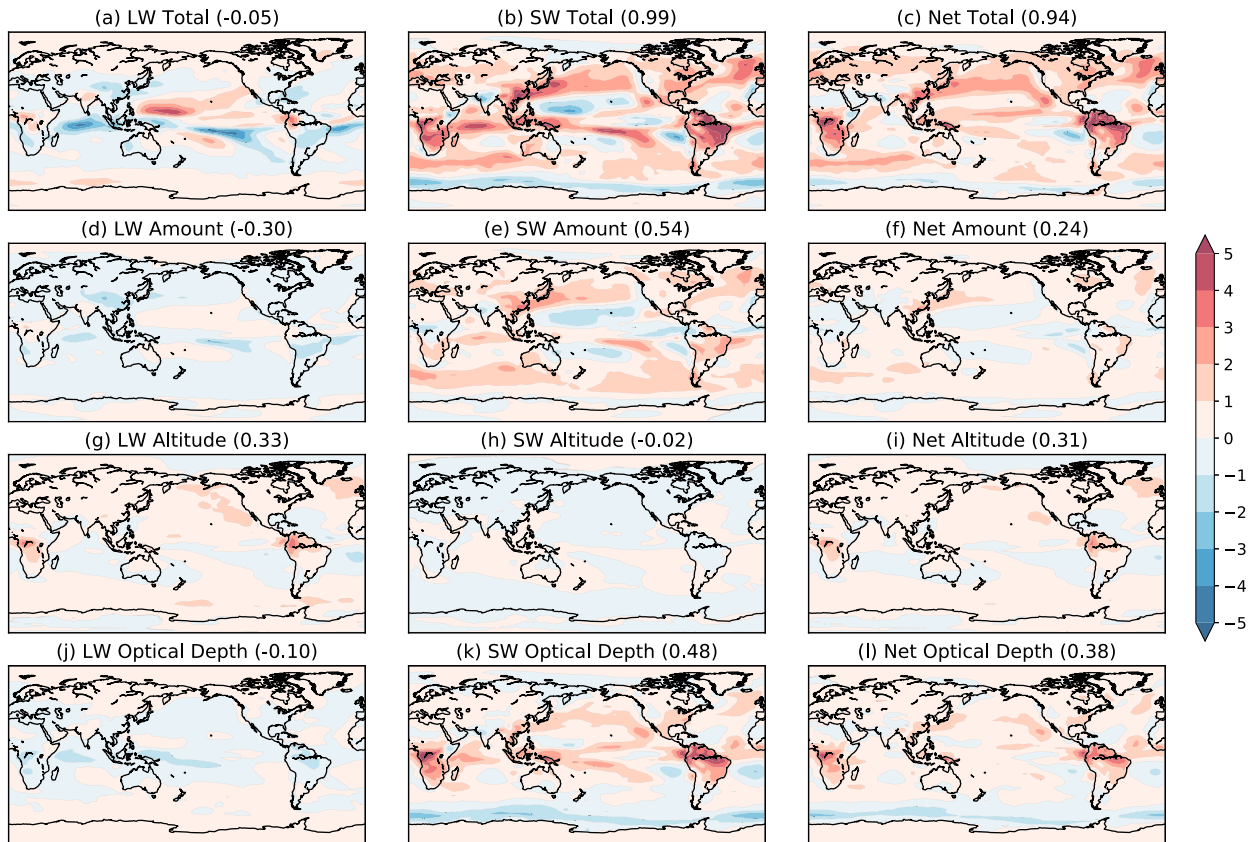 (a) LW Total (-0.05)
(b) SW Total (0.99)
(c) Net Total (0.94)
(d) LW Amount (-0.30)
(e) SW Amount (0.54)
(f) Net Amount (0.24)
5
4
3
2
1
0
−1
−2
−3
−4
−5
(g) LW Altitude (0.33)
(h) SW Altitude (-0.02)
(i) Net Altitude (0.31)
(j) LW Optical Depth (-0.10)
(k) SW Optical Depth (0.48)
(l) Net Optical Depth (0.38)